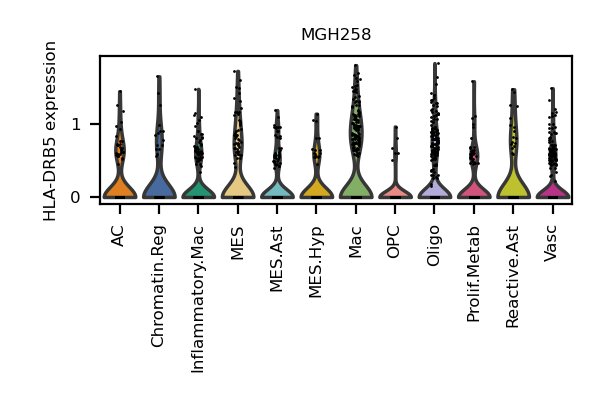 MGH258
HLA-DRB5 expression
1
0
AC
Chromatin.Reg
Inflammatory.Mac
MES
MES.Ast
MES.Hyp
Mac
OPC
Oligo
Prolif.Metab
Reactive.Ast
Vasc